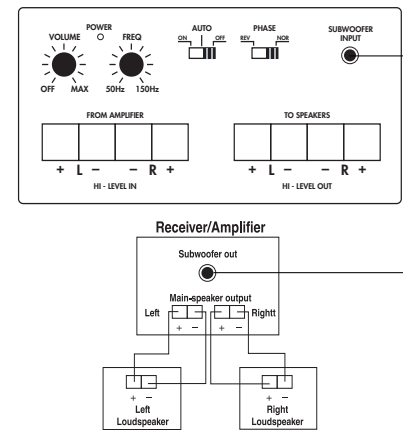 POWER
VOLUME FREQ
OFF MAX 50Hz 150Hz
AUTO
ON OFF
PHASE
REV NOR
SUBWOOFER
INPUT
FROM AMPLIFIER
+ L – – R +
HI - LEVEL IN
TO SPEAKERS
+ L – – R +
HI - LEVEL OUT
Receiver/Amplifier
Subwoofer out
Main-speaker output
Left Rightt
+ – + –
+ –
Left
Loudspeaker
+ –
Right
Loudspeaker